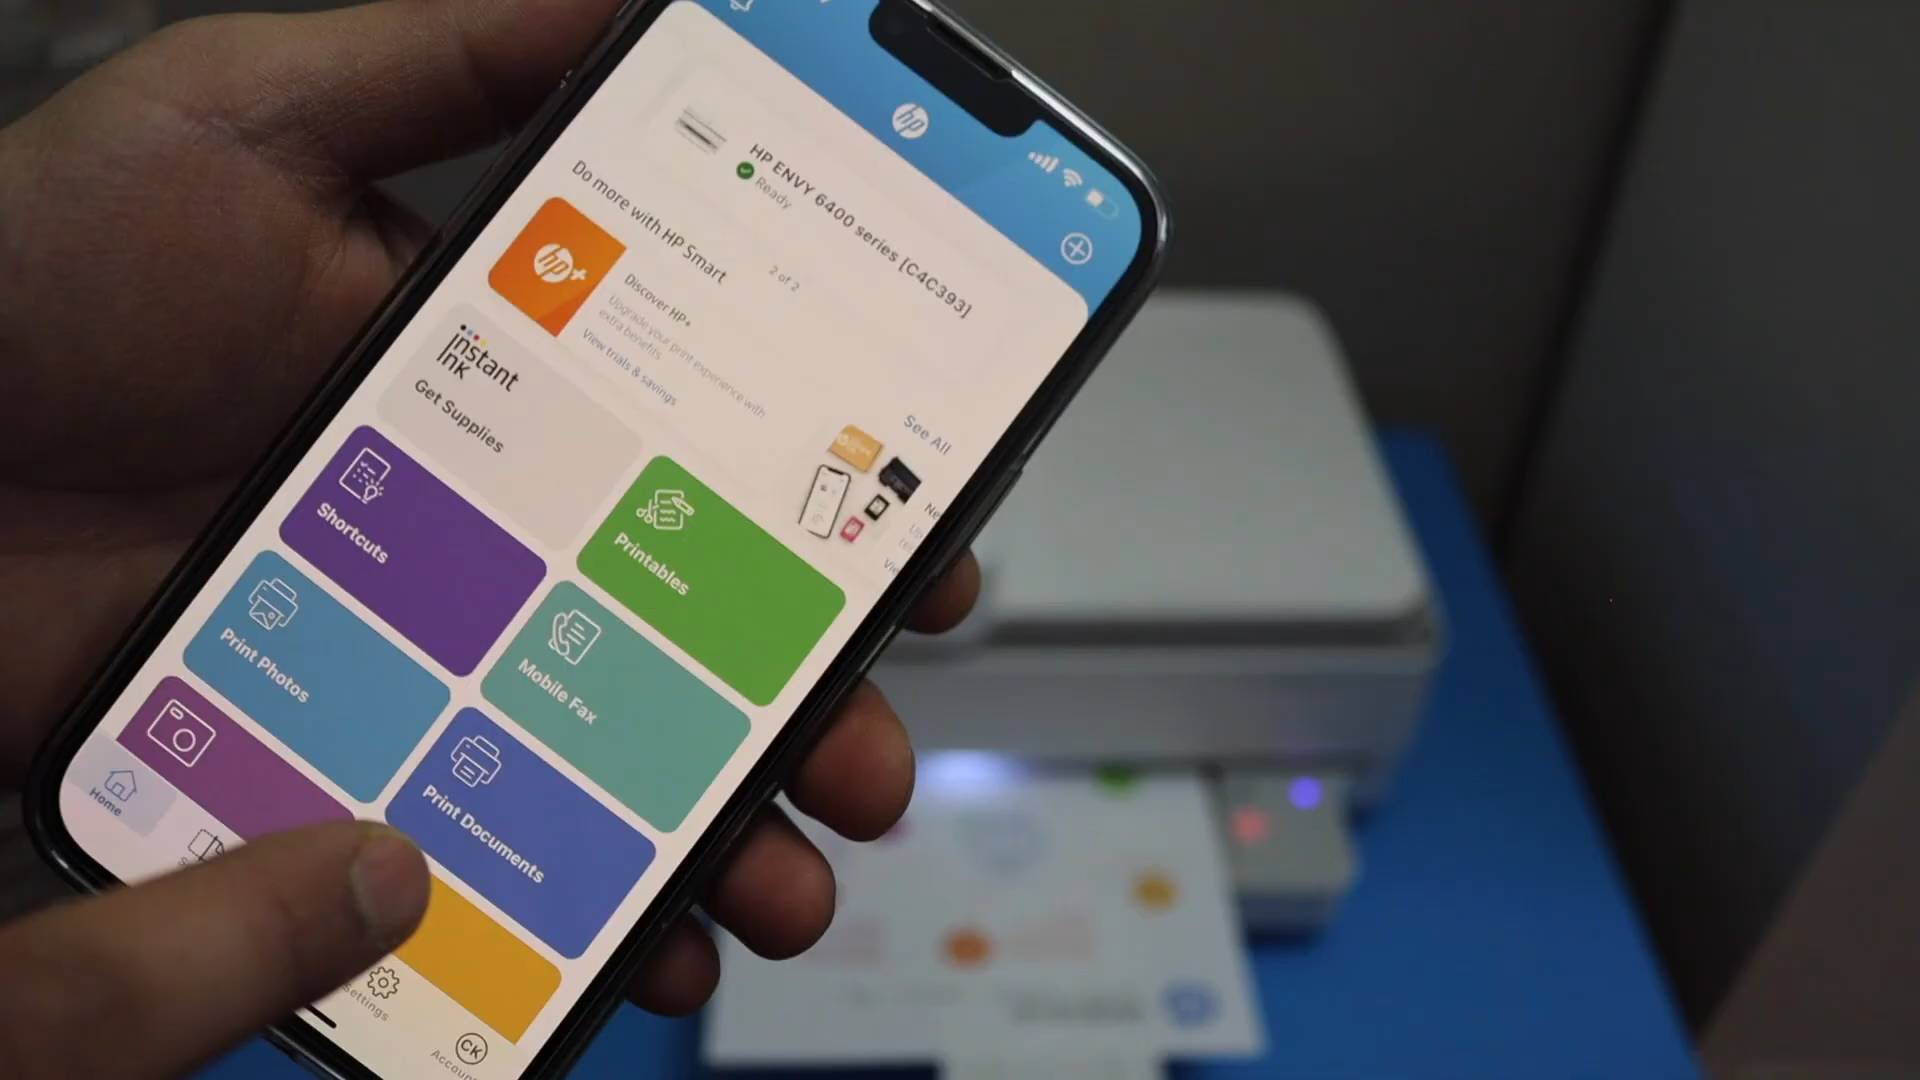 hp
HP ENVY 6400 series [C4C393]
Ready
Do more with HP Smart
2 of 2
See All
hp+
Discover HP+
Upgrade your print experience with
extra benefits
View trials & savings
Instant
Ink
Get Supplies
Printables
Shortcuts
Mobile Fax
Print Photos
Print Documents
Home
Settings
CK